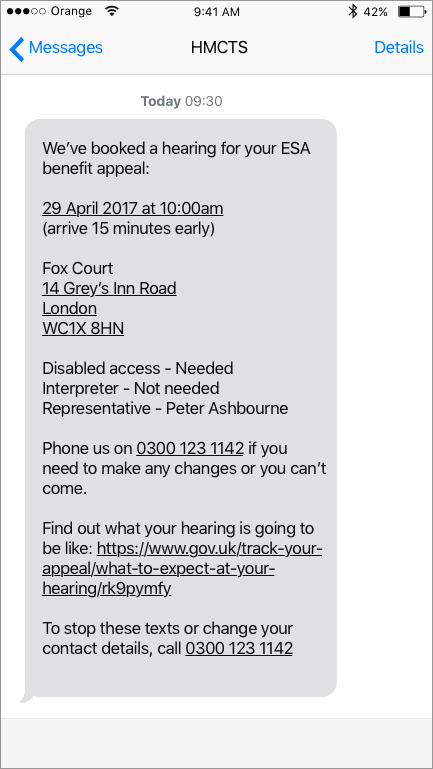 Orange 9:41 AM 42%
Messages HMCTS Details
Today 09:30
We’ve booked a hearing for your ESA
benefit appeal:
29 April 2017 at 10:00am
(arrive 15 minutes early)
Fox Court
14 Grey’s Inn Road
London
WC1X 8HN
Disabled access - Needed
Interpreter - Not needed
Representative - Peter Ashbourne
Phone us on 0300 123 1142 if you
need to make any changes or you can’t
come.
Find out what your hearing is going to
be like: https://www.gov.uk/track-your-
appeal/what-to-expect-at-your-
hearing/rk9pymfy
To stop these texts or change your
contact details, call 0300 123 1142